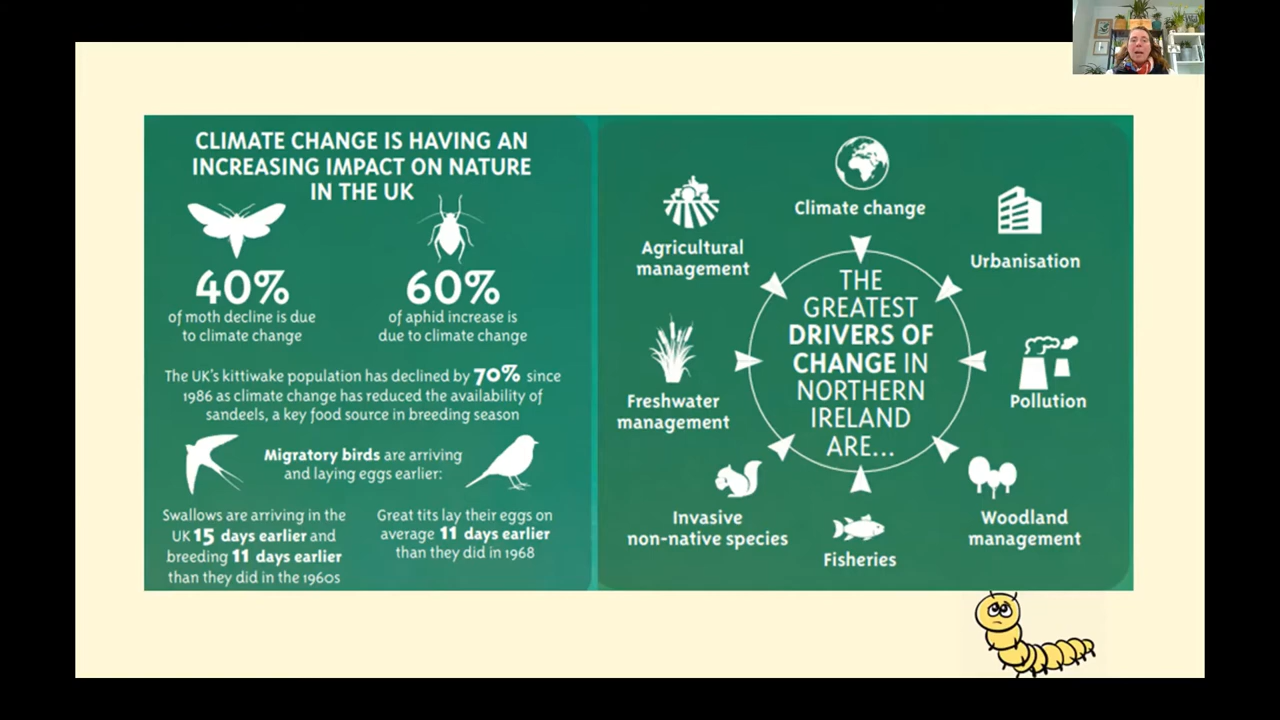 CLIMATE CHANGE IS HAVING AN
INCREASING IMPACT ON NATURE
IN THE UK
40%
of moth decline is due
to climate change
60%
of aphid increase is
due to climate change
The UK's kittiwake population has declined by 70% since
1986 as climate change has reduced the availability of
sandeels, a key food source in breeding season
Migratory birds are arriving
and laying eggs earlier:
Swallows are arriving in the
UK 15 days earlier and
breeding 11 days earlier
than they did in the 1960s
Great tits lay their eggs on
average 11 days earlier
than they did in 1968
THE
GREATEST
DRIVERS OF
CHANGE IN
NORTHERN
IRELAND
ARE...
Climate change
Urbanisation
Pollution
Woodland
management
Fisheries
Invasive
non-native species
Freshwater
management
Agricultural
management